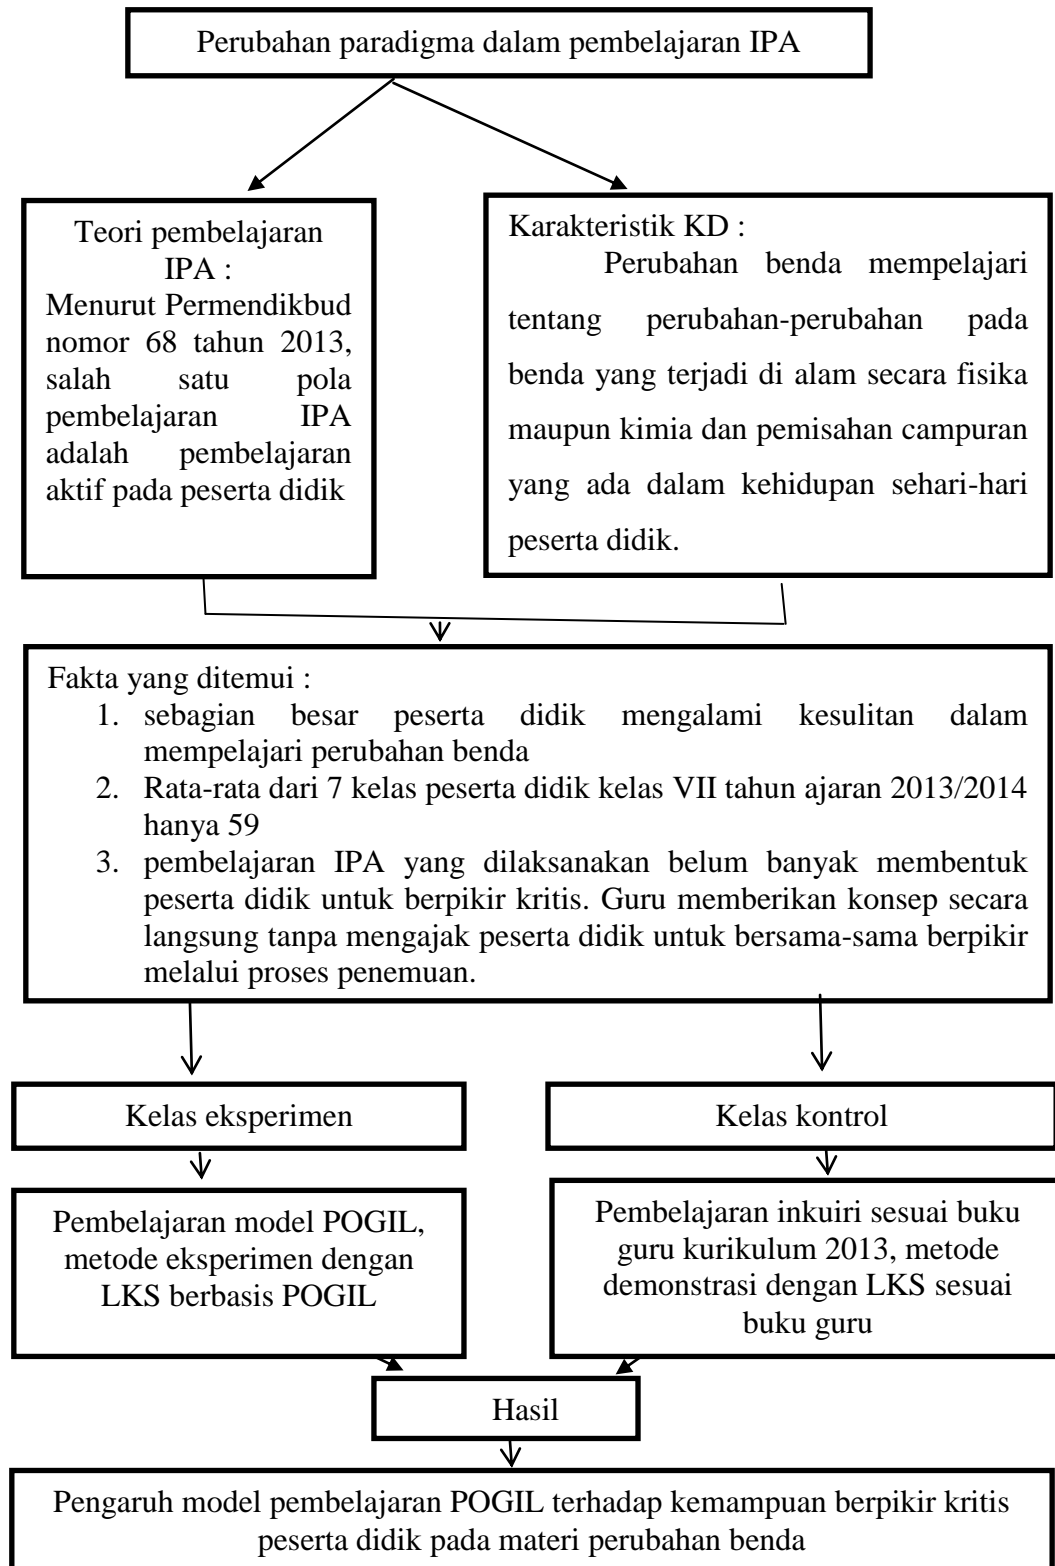 Perubahan paradigma dalam pembelajaran IPA
Teori pembelajaran
IPA :
Menurut Permendikbud
nomor 68 tahun 2013,
salah satu pola
pembelajaran IPA
adalah pembelajaran
aktif pada peserta didik
Karakteristik KD :
Perubahan benda mempelajari
tentang perubahan-perubahan pada
benda yang terjadi di alam secara fisika
maupun kimia dan pemisahan campuran
yang ada dalam kehidupan sehari-hari
peserta didik.
Fakta yang ditemui :
1. sebagian besar peserta didik mengalami kesulitan dalam
mempelajari perubahan benda
2. Rata-rata dari 7 kelas peserta didik kelas VII tahun ajaran 2013/2014
hanya 59
3. pembelajaran IPA yang dilaksanakan belum banyak membentuk
peserta didik untuk berpikir kritis. Guru memberikan konsep secara
langsung tanpa mengajak peserta didik untuk bersama-sama berpikir
melalui proses penemuan.
Kelas eksperimen
Kelas kontrol
Pembelajaran model POGIL,
metode eksperimen dengan
LKS berbasis POGIL
Pembelajaran inkuiri sesuai buku
guru kurikulum 2013, metode
demonstrasi dengan LKS sesuai
buku guru
Hasil
Pengaruh model pembelajaran POGIL terhadap kemampuan berpikir kritis
peserta didik pada materi perubahan benda